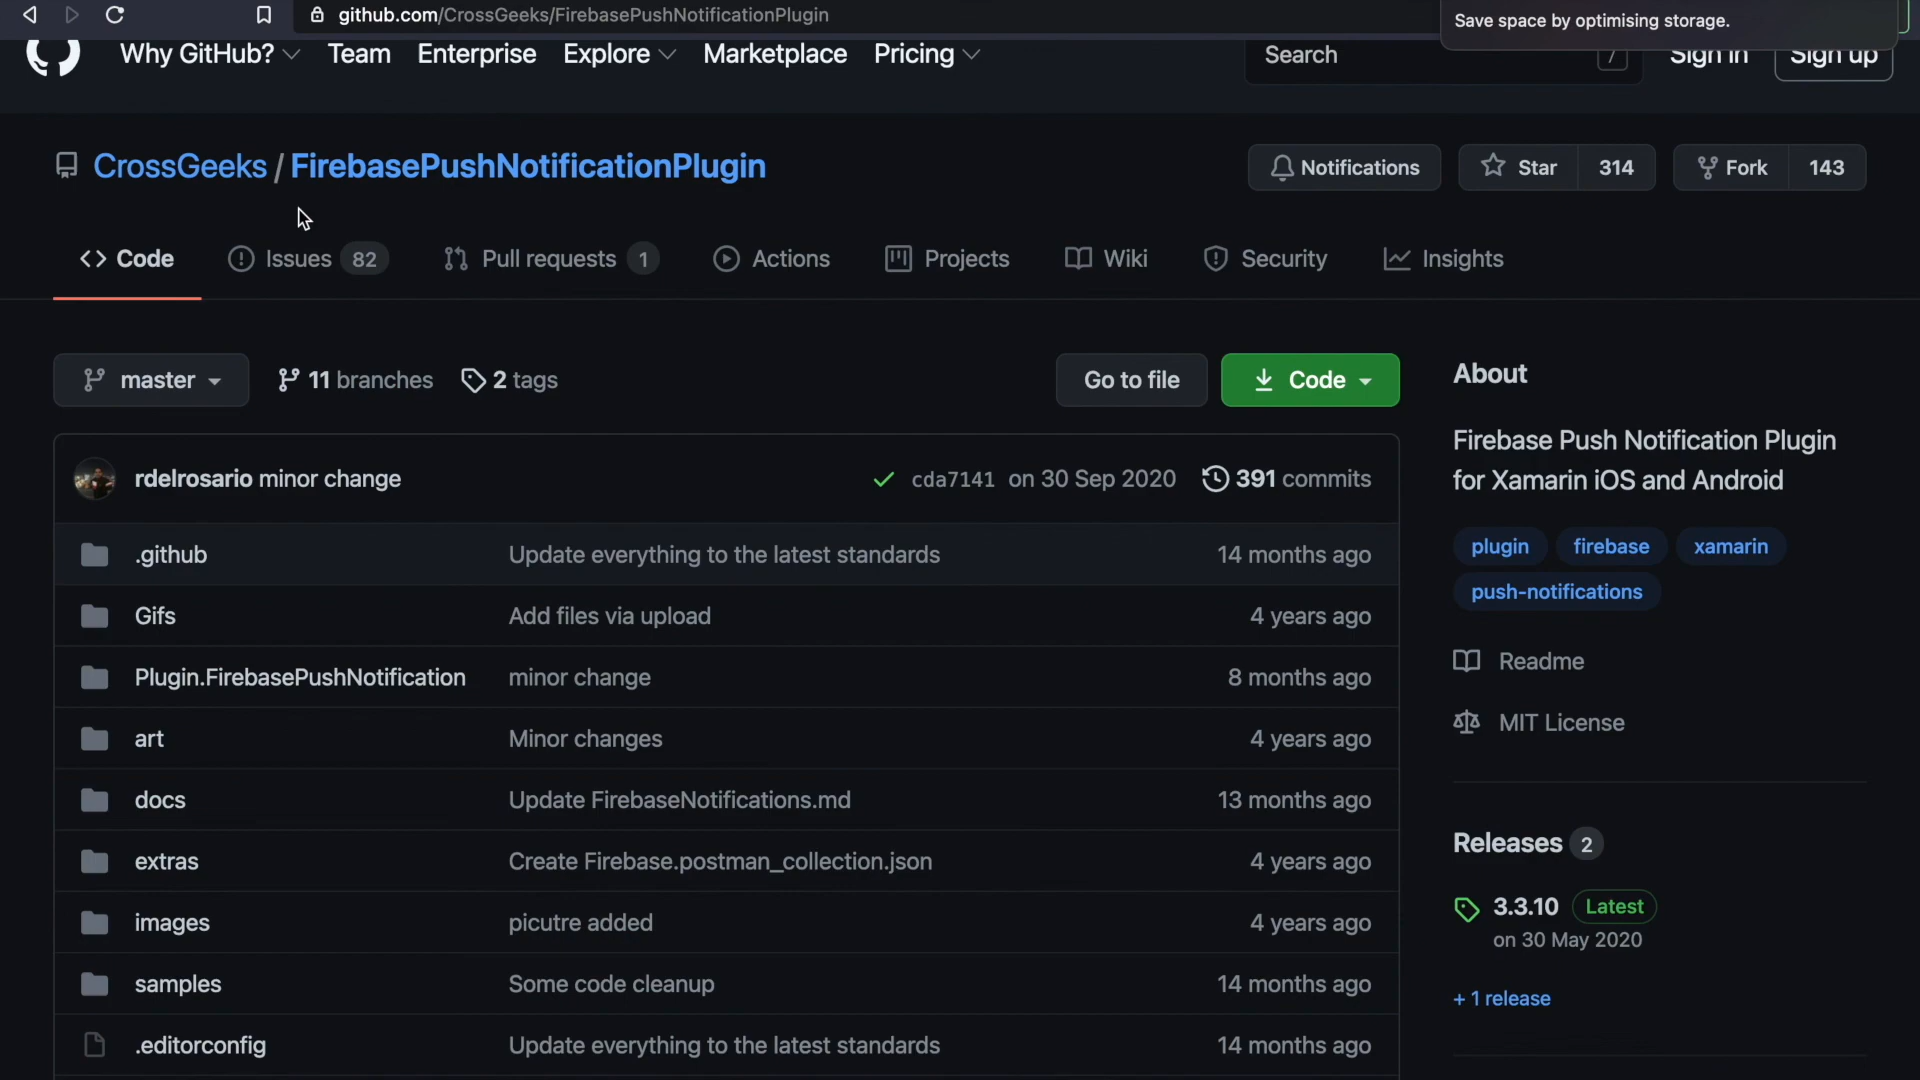 github.com/CrossGeeks/FirebasePushNotificationPlugin
Save space by optimising storage.
Why GitHub? Team Enterprise Explore Marketplace Pricing Search / Sign in Sign up
CrossGeeks / FirebasePushNotificationPlugin
Notifications Star 314 Fork 143
Code Issues 82 Pull requests 1 Actions Projects Wiki Security Insights
master 11 branches 2 tags Go to file Code
rdelrosario minor change cda7141 on 30 Sep 2020 391 commits
.github Update everything to the latest standards 14 months ago
Gifs Add files via upload 4 years ago
Plugin.FirebasePushNotification minor change 8 months ago
art Minor changes 4 years ago
docs Update FirebaseNotifications.md 13 months ago
extras Create Firebase.postman_collection.json 4 years ago
images picutre added 4 years ago
samples Some code cleanup 14 months ago
.editorconfig Update everything to the latest standards 14 months ago
About
Firebase Push Notification Plugin
for Xamarin iOS and Android
plugin firebase xamarin
push-notifications
Readme
MIT License
Releases 2
3.3.10 Latest
on 30 May 2020
+ 1 release